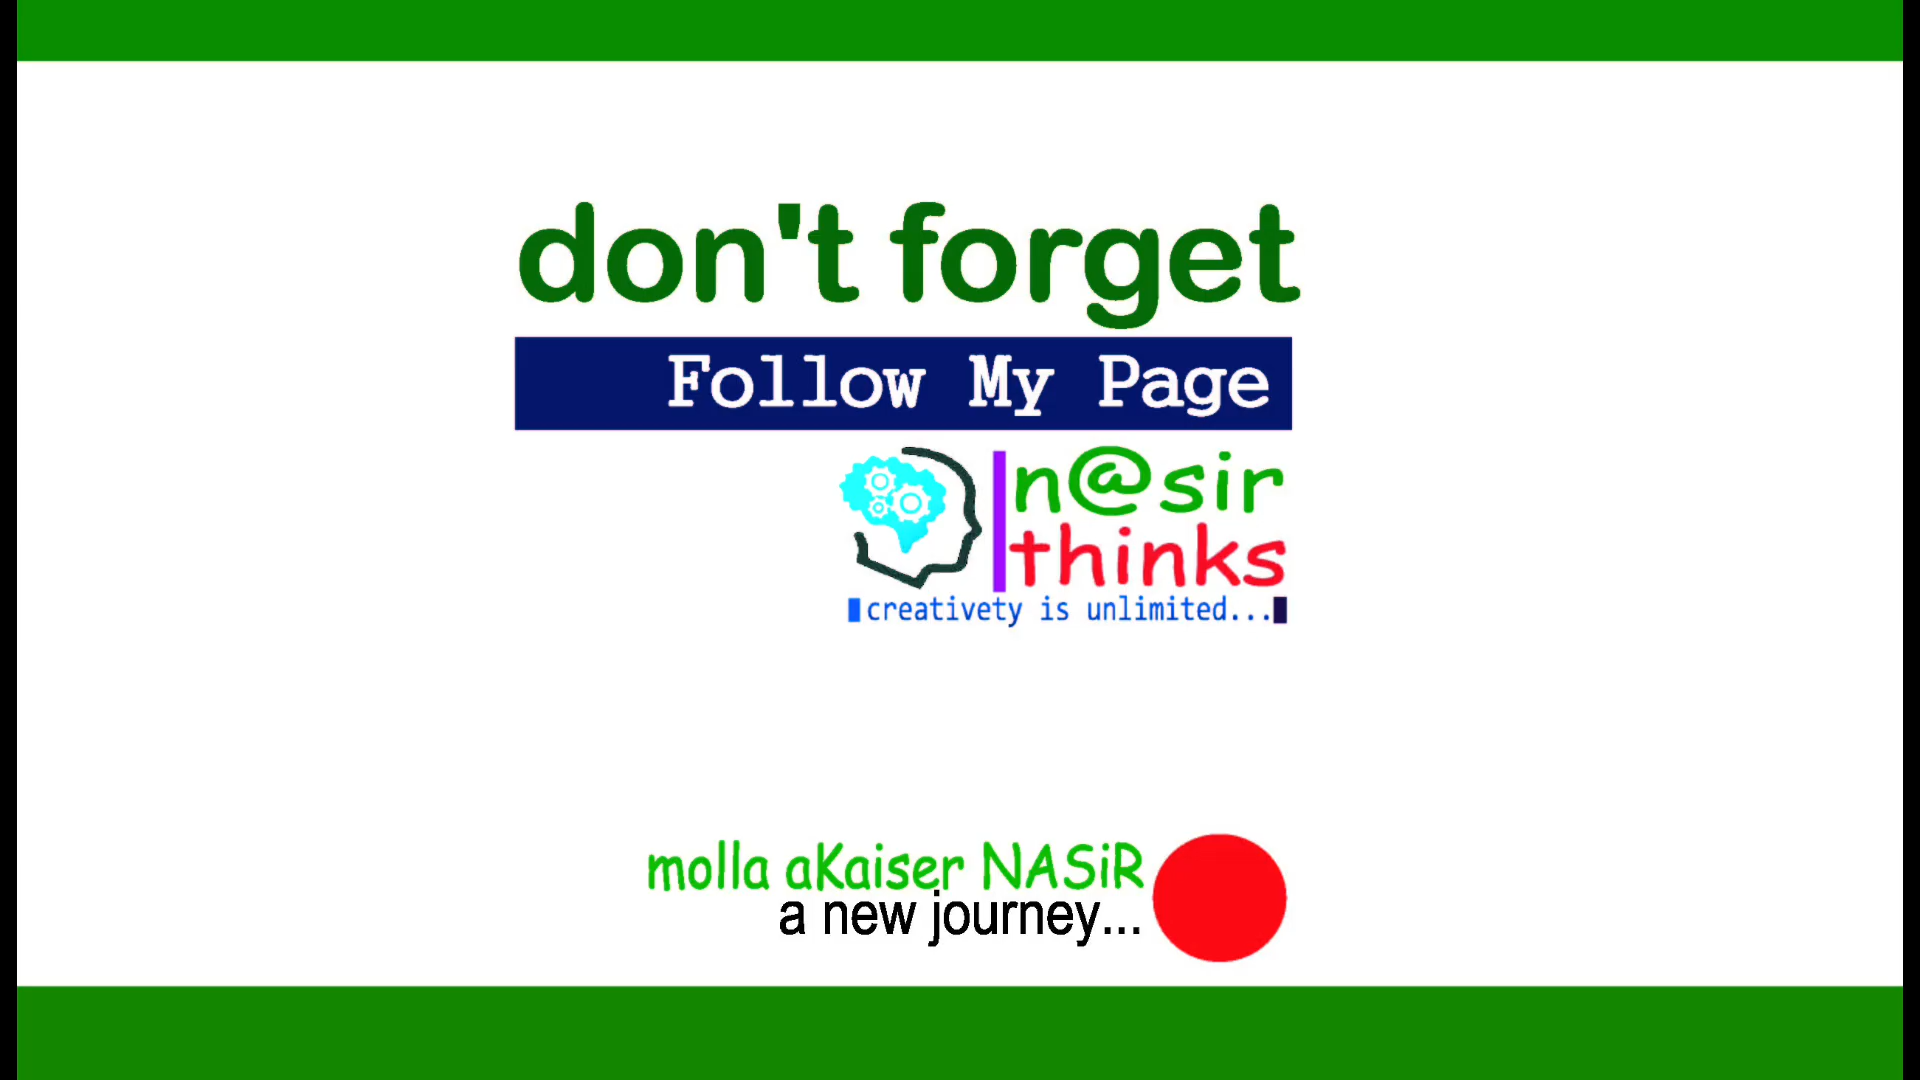 don't forget
Follow My Page
n@sir
thinks
creativety is unlimited...
molla aKaiser NASiR
a new journey...